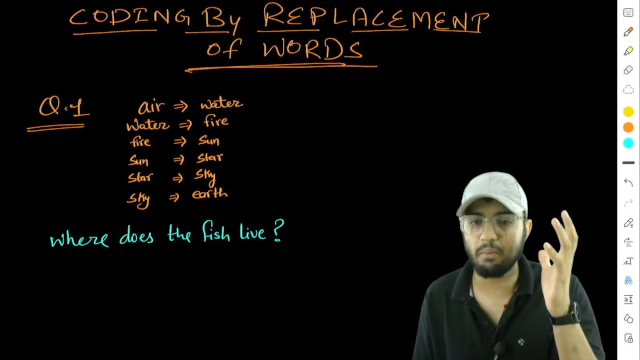 CODING By REPLACEMENT
of WORDS
Q.1
air ⇒ water
water ⇒ fire
fire ⇒ Sun
Sun ⇒ Star
Star ⇒ Sky
Sky ⇒ earth
where does the fish live?